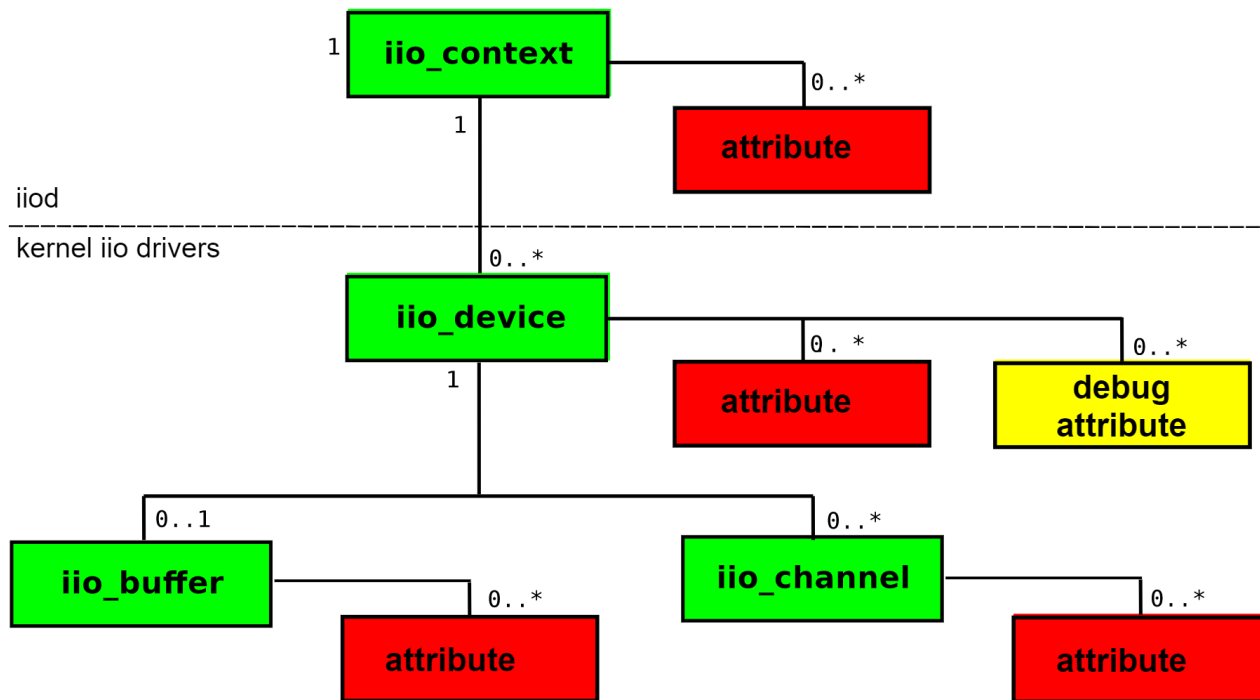 1
iio_context
0..*
1
attribute
iiod
kernel iio drivers
0..*
iio_device
0. *
0..*
1
attribute
debug
attribute
0..1
0..*
iio_buffer
iio_channel
0..*
0..*
attribute
attribute